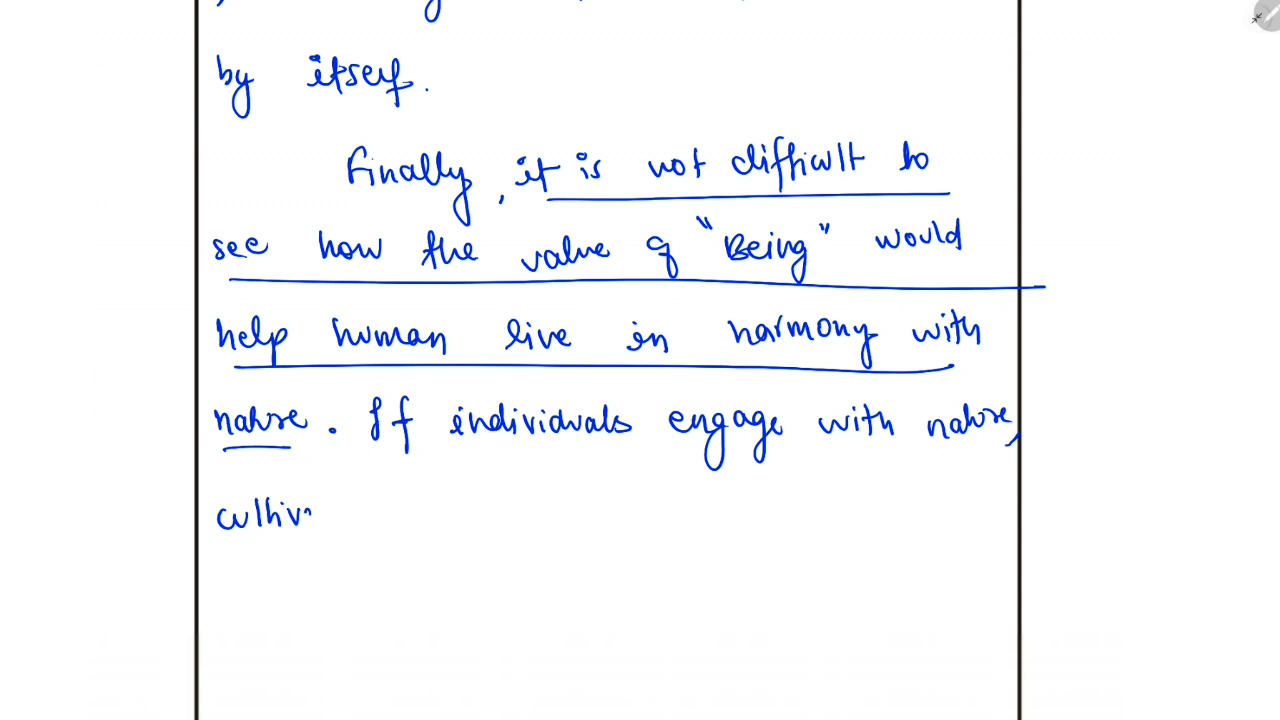 by itself.
Finally, it is not difficult to
see how the value of "Being" would
help human live in harmony with
nature. If individuals engage with nature,